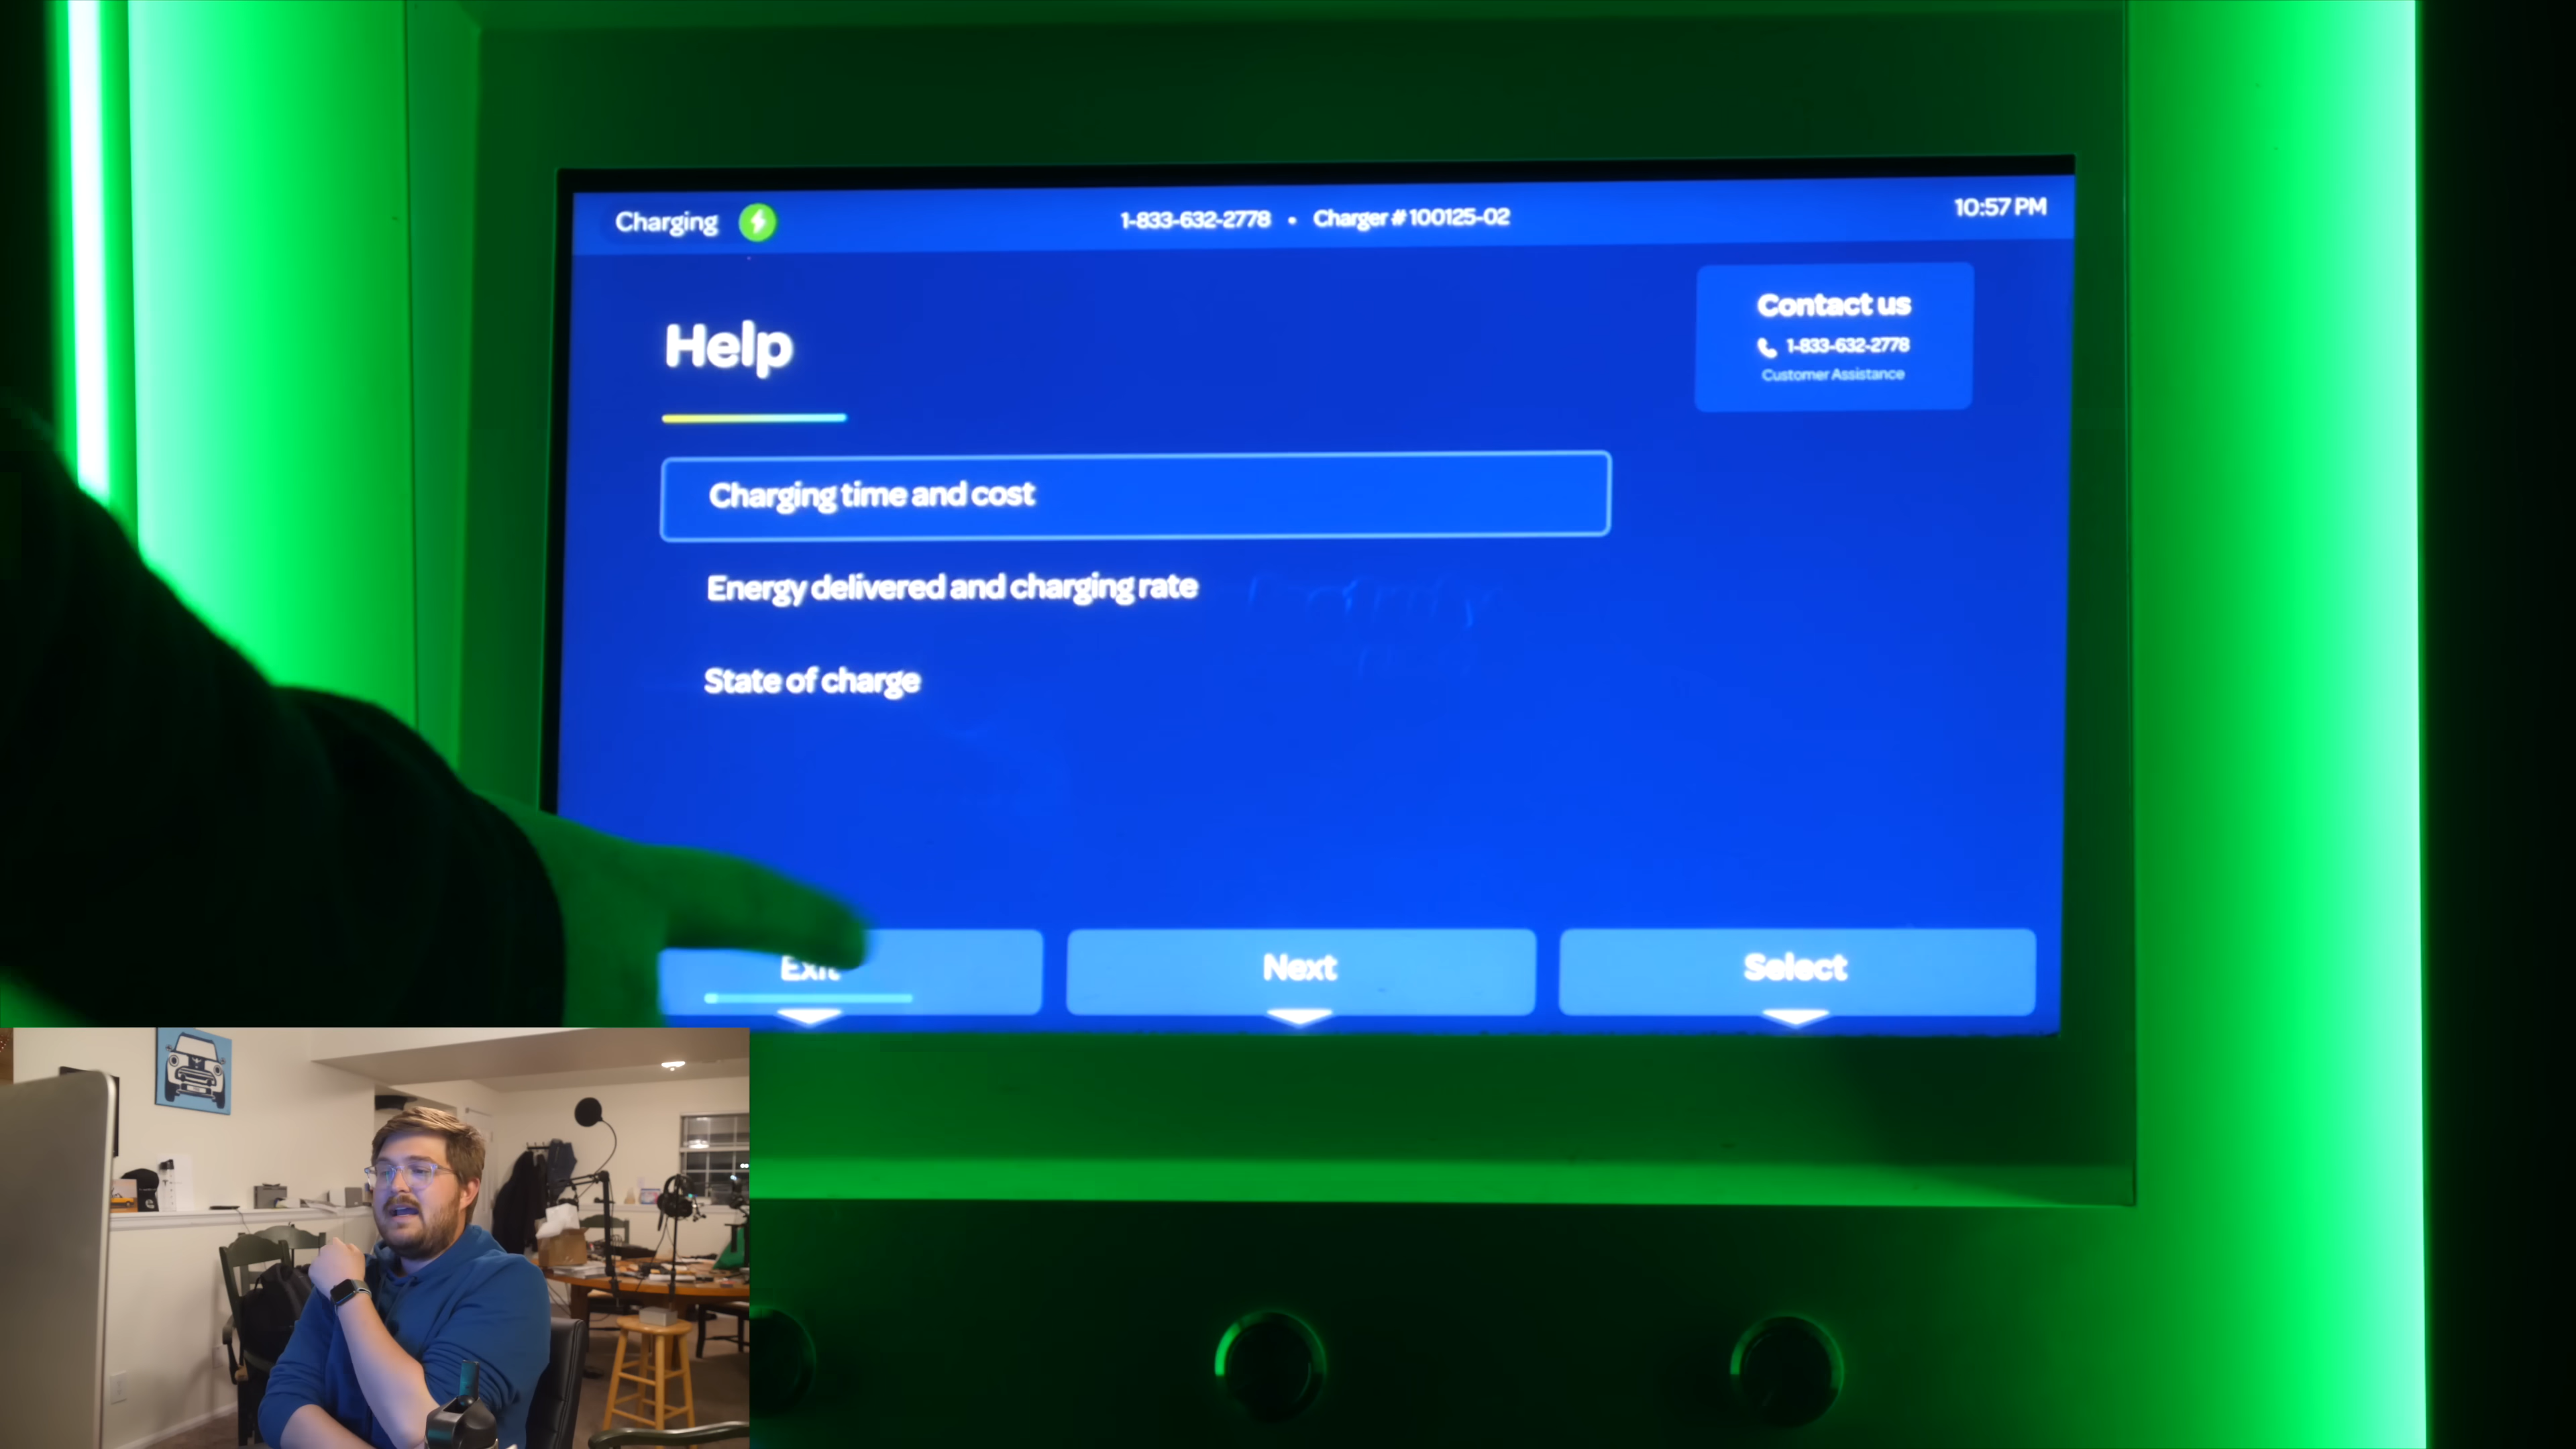 Charging
1-833-632-2778 • Charger # 100125-02
10:57 PM
Help
Contact us
1-833-632-2778
Customer Assistance
Charging time and cost
Energy delivered and charging rate
State of charge
Exit
Next
Select